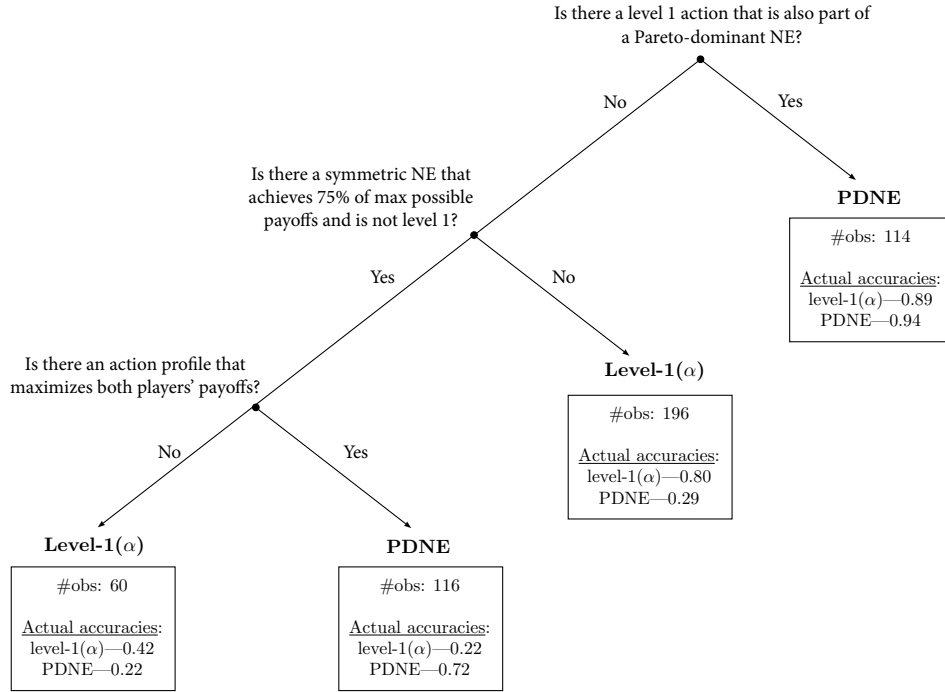 Is there a level 1 action that is also part of
a Pareto-dominant NE?
No
Yes
Is there a symmetric NE that
achieves 75% of max possible
payoffs and is not level 1?
PDNE
#obs: 114
Actual accuracies:
level-1(α)—0.89
PDNE—0.94
Yes
No
Is there an action profile that
maximizes both players’ payoffs?
Level-1(α)
#obs: 196
Actual accuracies:
level-1(α)—0.80
PDNE—0.29
No
Yes
Level-1(α)
#obs: 60
Actual accuracies:
level-1(α)—0.42
PDNE—0.22
PDNE
#obs: 116
Actual accuracies:
level-1(α)—0.22
PDNE—0.72